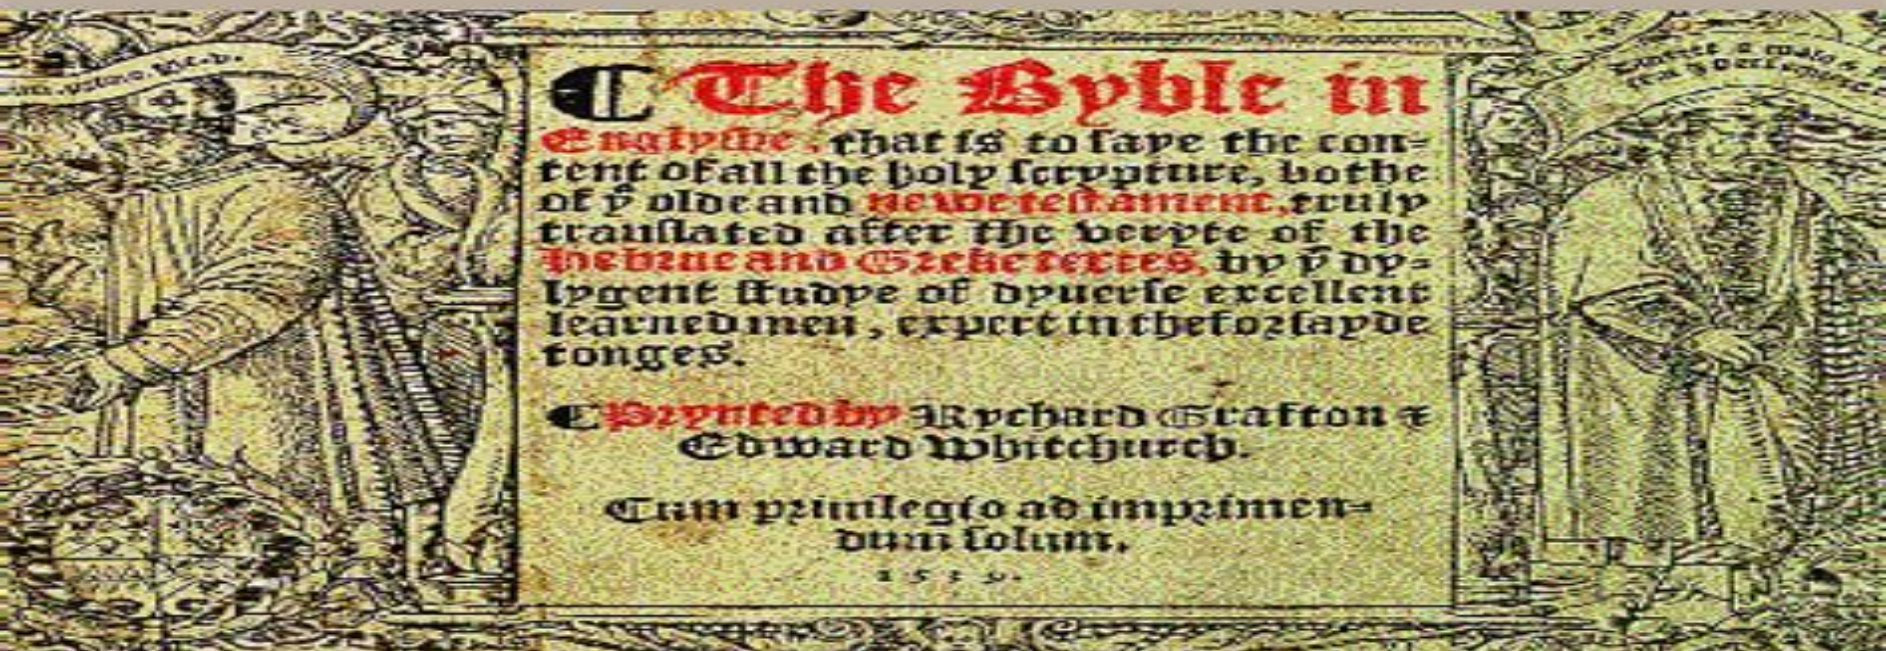 The Byble in
Englyshe, that is to saye the con-
tent of all the holy scrypture, bothe
of yͤ olde and newe testament, truly
translated after the veryte of the
Hebrue and Greke textes, by yͤ dy-
lygent studye of dyuerse excellent
learned men, expert in the forsayde
tonges.
Prynted by Rychard Grafton &
Edward Whitchurch.
Cum priuilegio ad imprimen-
dum solum.
1539.